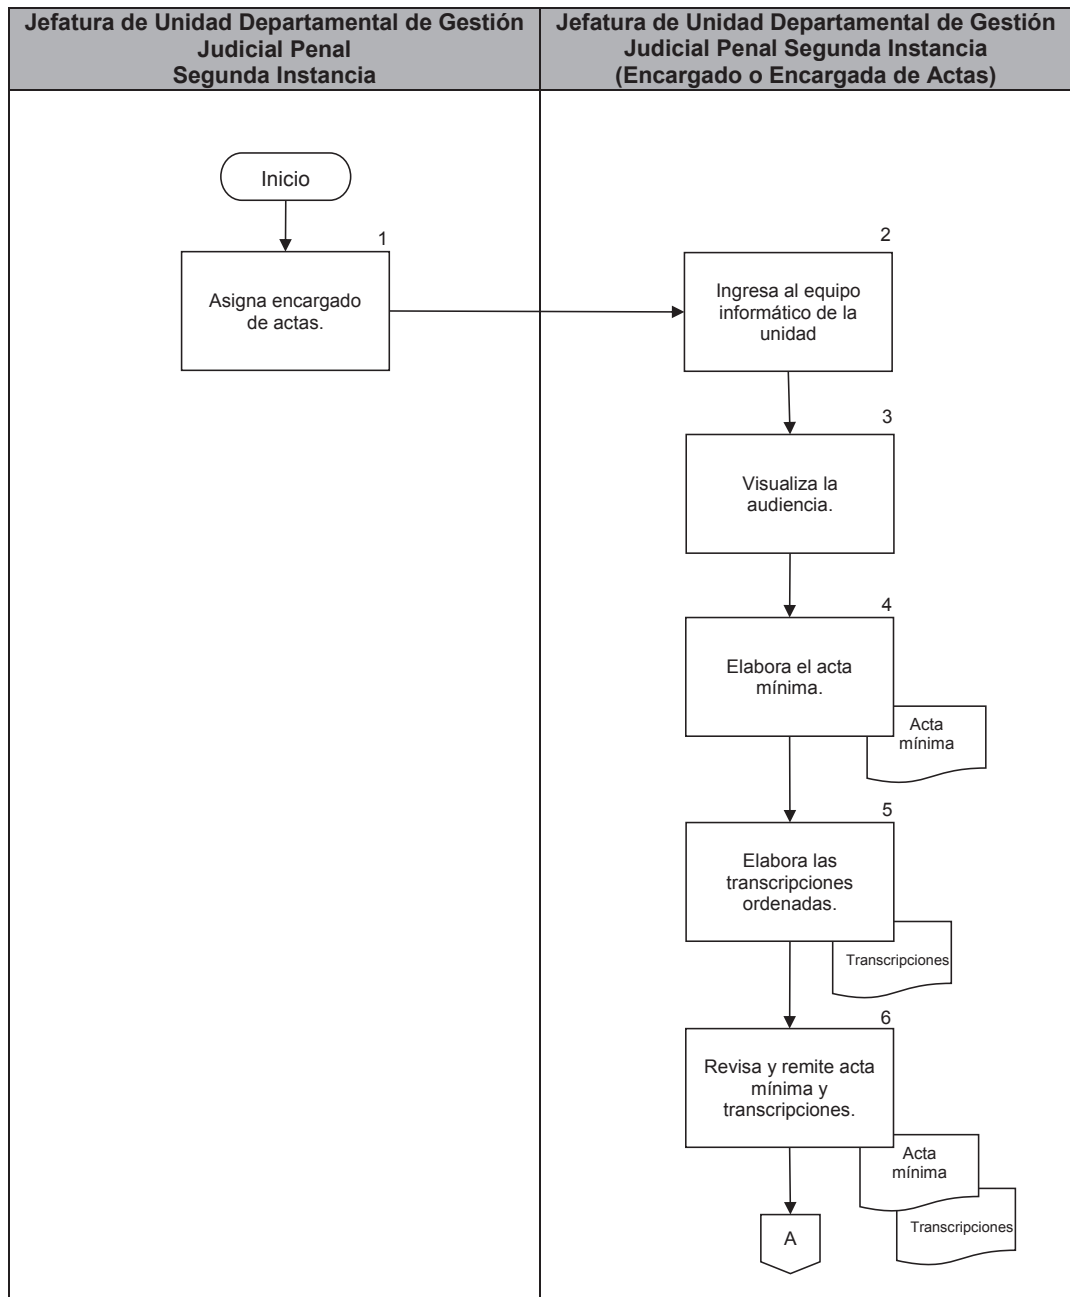 Jefatura de Unidad Departamental de Gestión
Judicial Penal
Segunda Instancia
Jefatura de Unidad Departamental de Gestión
Judicial Penal Segunda Instancia
(Encargado o Encargada de Actas)
Inicio
1
Asigna encargado
de actas.
2
Ingresa al equipo
informático de la
unidad
3
Visualiza la
audiencia.
4
Elabora el acta
mínima.
Acta
mínima
5
Elabora las
transcripciones
ordenadas.
Transcripciones
6
Revisa y remite acta
mínima y
transcripciones.
Acta
mínima
Transcripciones
A